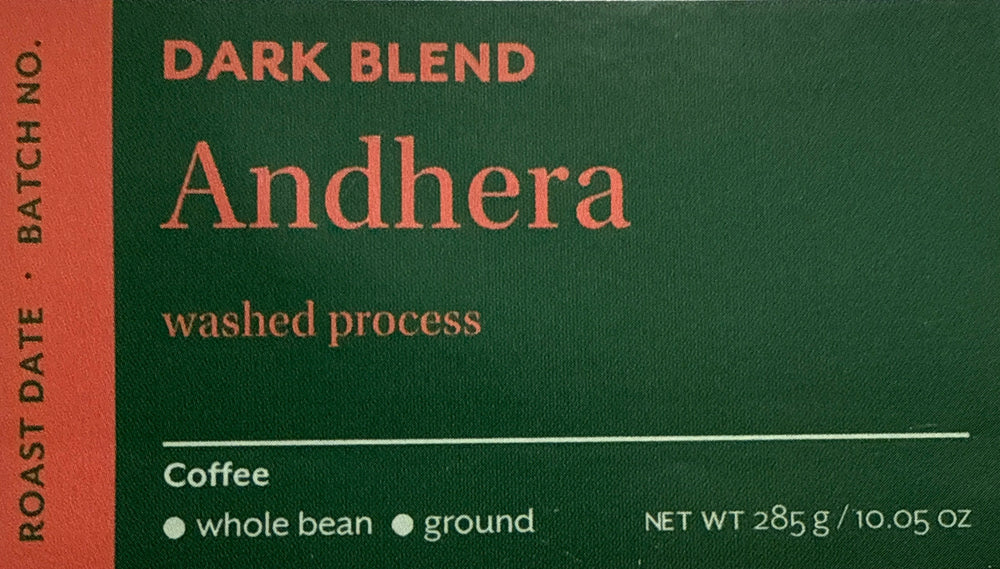 ROAST DATE • BATCH NO.
DARK BLEND
Andhera
washed process
Coffee
● whole bean ● ground
NET WT 285 g / 10.05 OZ